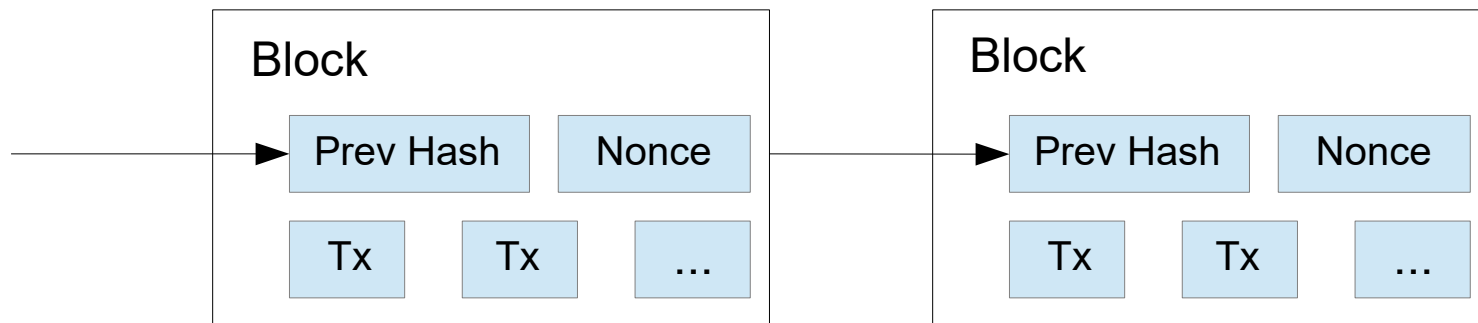 Block
Prev Hash Nonce
Tx Tx ...
Block
Prev Hash Nonce
Tx Tx ...